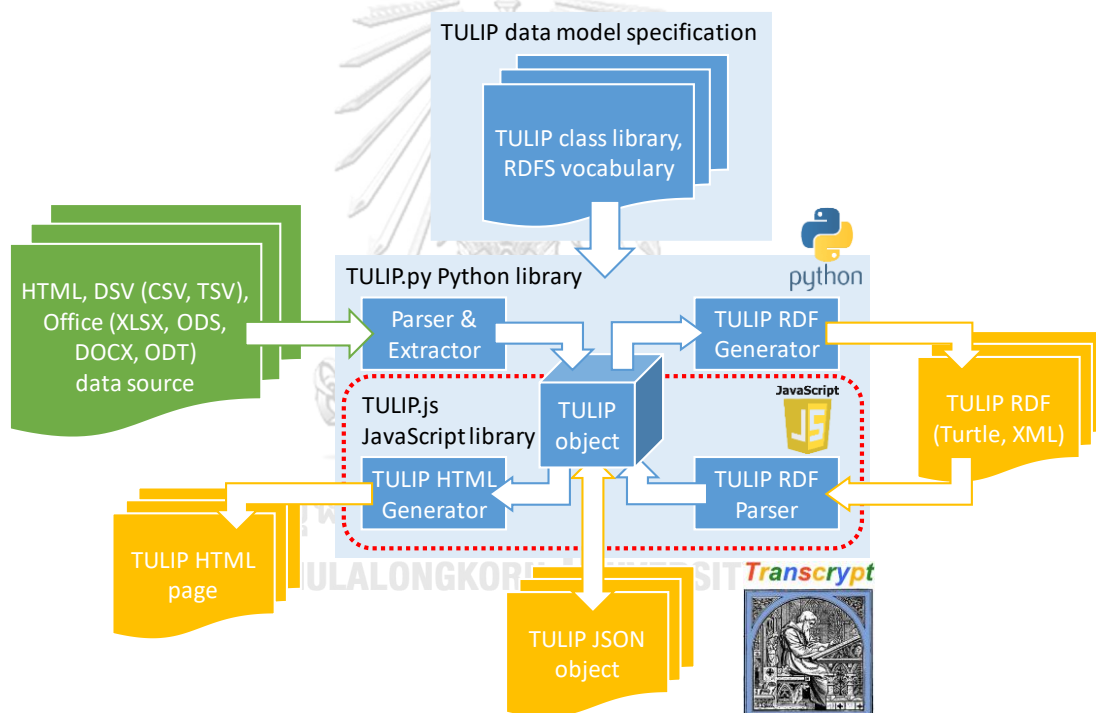 TULIP data model specification
TULIP class library,
RDFS vocabulary
python
TULIP.py Python library
HTML, DSV (CSV, TSV),
Office (XLSX, ODS,
DOCX, ODT)
data source
Parser &
Extractor
TULIP RDF
Generator
JavaScript
JS
TULIP.js
JavaScript library
TULIP
object
TULIP RDF
(Turtle, XML)
TULIP HTML
Generator
TULIP RDF
Parser
TULIP HTML
page
Transcrypt
TULIP JSON
object